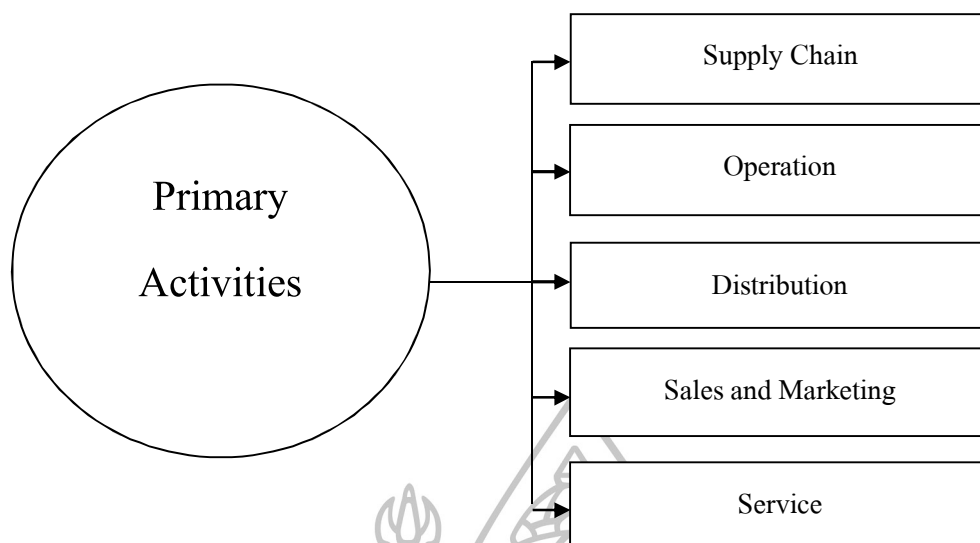 Primary
Activities
Supply Chain
Operation
Distribution
Sales and Marketing
Service